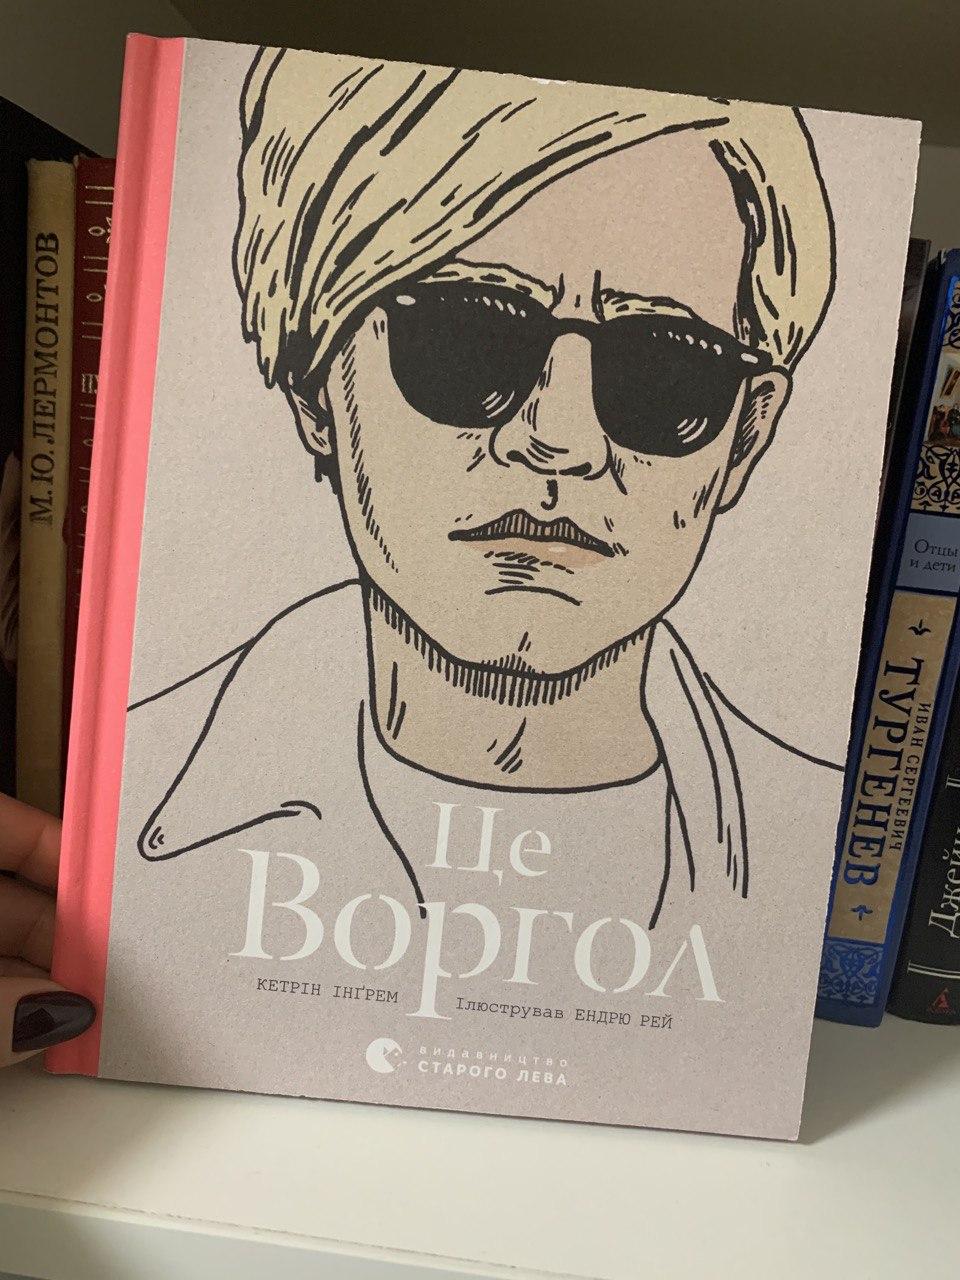 Це
Воргол
КЕТРІН ІНҐРЕМ
Ілюстрував ЕНДРЮ РЕЙ
видавництво
СТАРОГО ЛЕВА
М. Ю. ЛЕРМОНТОВ
Отцы
и дети
ИВАН СЕРГЕЕВИЧ
ТУРГЕНЕВ
Джейн